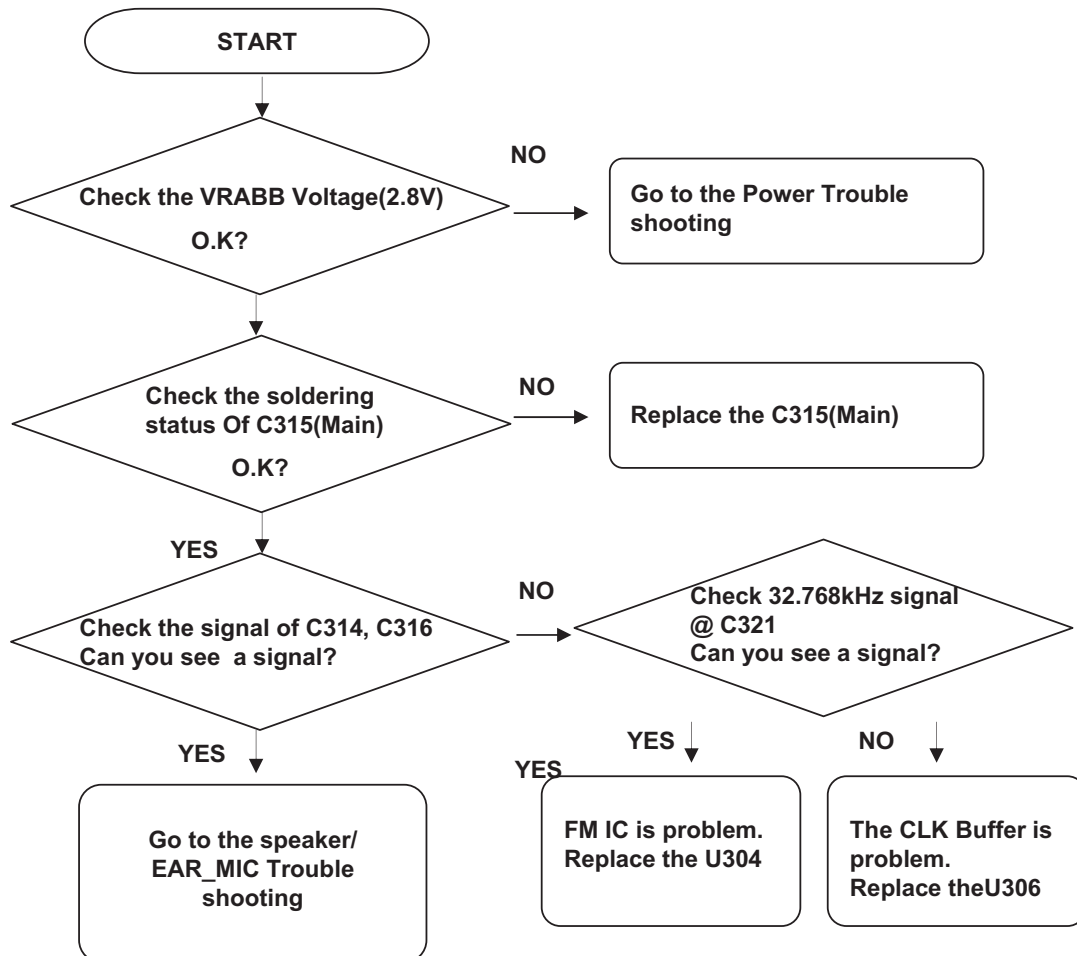 START
NO
Check the VRABB Voltage(2.8V)
O.K?
Go to the Power Trouble
shooting
NO
Check the soldering
status Of C315(Main)
O.K?
Replace the C315(Main)
YES
NO
Check the signal of C314, C316
Can you see a signal?
Check 32.768kHz signal
@ C321
Can you see a signal?
YES
YES
NO
YES
Go to the speaker/
EAR_MIC Trouble
shooting
FM IC is problem.
Replace the U304
The CLK Buffer is
problem.
Replace theU306